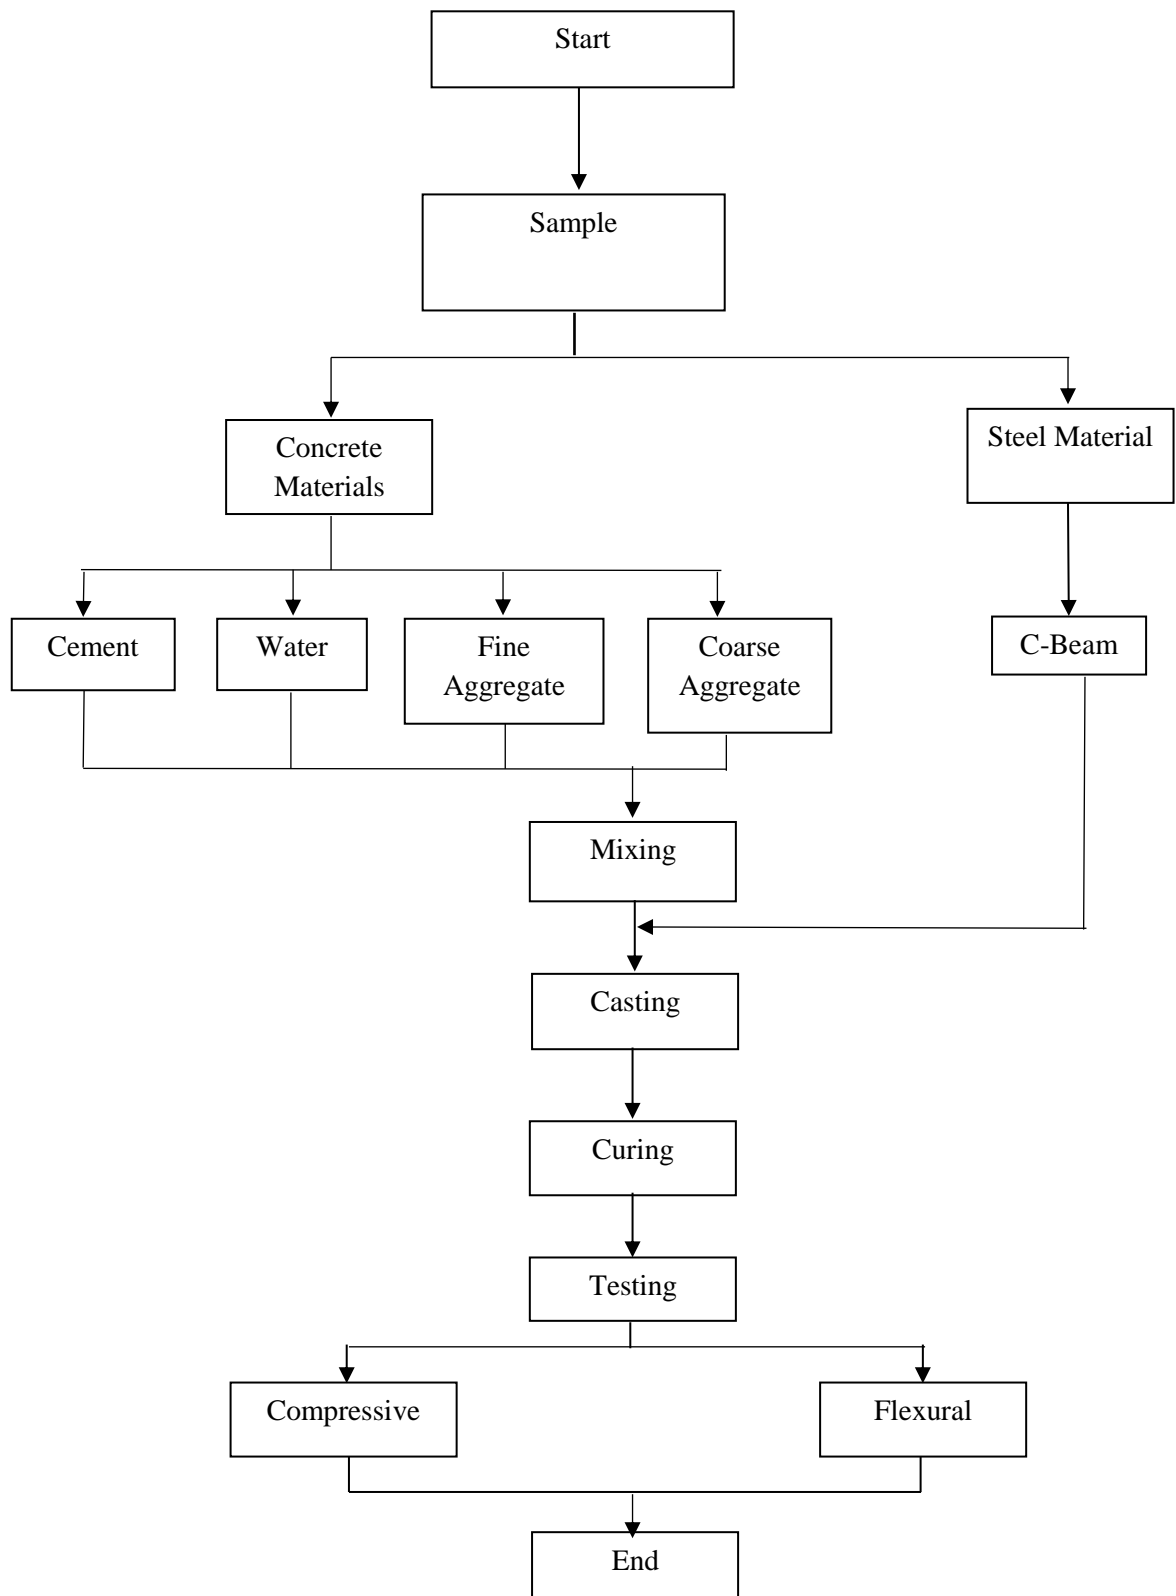 Start
Sample
Concrete
Materials
Steel Material
Cement
Water
Fine
Aggregate
Coarse
Aggregate
C-Beam
Mixing
Casting
Curing
Testing
Compressive
Flexural
End